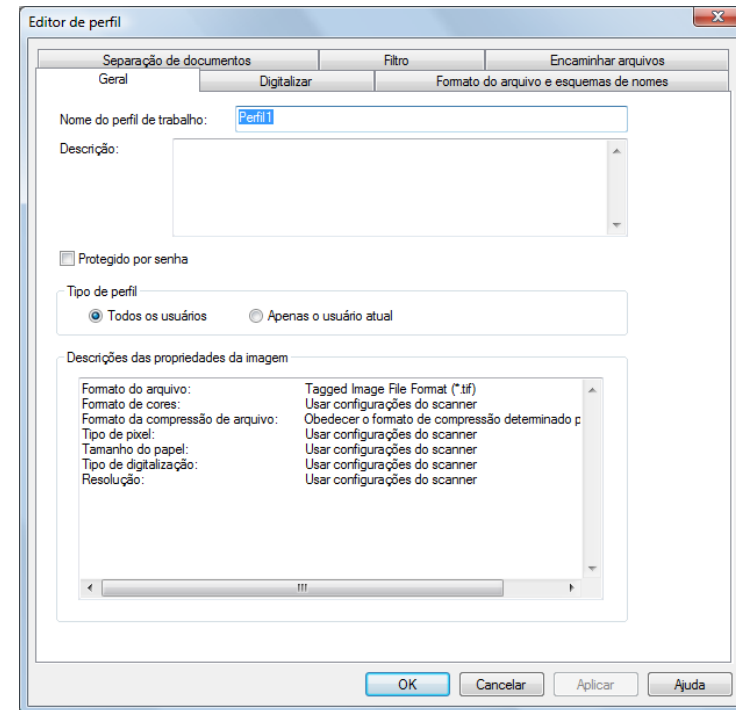 Editor de perfil
Separação de documentos Filtro Encaminhar arquivos
Geral Digitalizar Formato do arquivo e esquemas de nomes
Nome do perfil de trabalho: Perfil1
Descrição:
Protegido por senha
Tipo de perfil
Todos os usuários Apenas o usuário atual
Descrições das propriedades da imagem
Formato do arquivo: Tagged Image File Format (*.tif)
Formato de cores: Usar configurações do scanner
Formato da compressão de arquivo: Obedecer o formato de compressão determinado p
Tipo de pixel: Usar configurações do scanner
Tamanho do papel: Usar configurações do scanner
Tipo de digitalização: Usar configurações do scanner
Resolução: Usar configurações do scanner
OK Cancelar Aplicar Ajuda